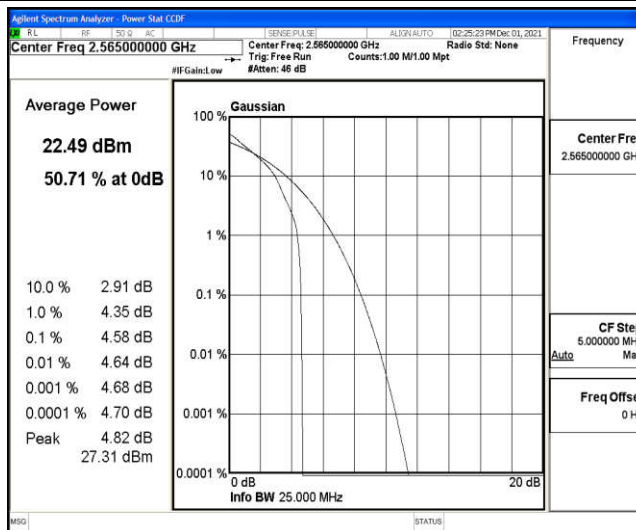 Agilent Spectrum Analyzer - Power Stat CCDF
RL RF 50 Ω AC SENSE:PULSE ALIGN AUTO 02:25:23 PM Dec 01, 2021
Center Freq 2.565000000 GHz
Center Freq: 2.565000000 GHz Radio Std: None
Trig: Free Run Counts:1.00 M/1.00 Mpt
#IFGain:Low #Atten: 46 dB
Frequency
Average Power
22.49 dBm
50.71 % at 0dB
10.0 % 2.91 dB
1.0 % 4.35 dB
0.1 % 4.58 dB
0.01 % 4.64 dB
0.001 % 4.68 dB
0.0001 % 4.70 dB
Peak 4.82 dB
27.31 dBm
Gaussian
100 %
10 %
1 %
0.1 %
0.01 %
0.001 %
0.0001 %
0 dB 20 dB
Info BW 25.000 MHz
Center Fre
2.565000000 GH
CF Ste
5.000000 MH
Auto Ma
Freq Offse
0 H
MSG STATUS